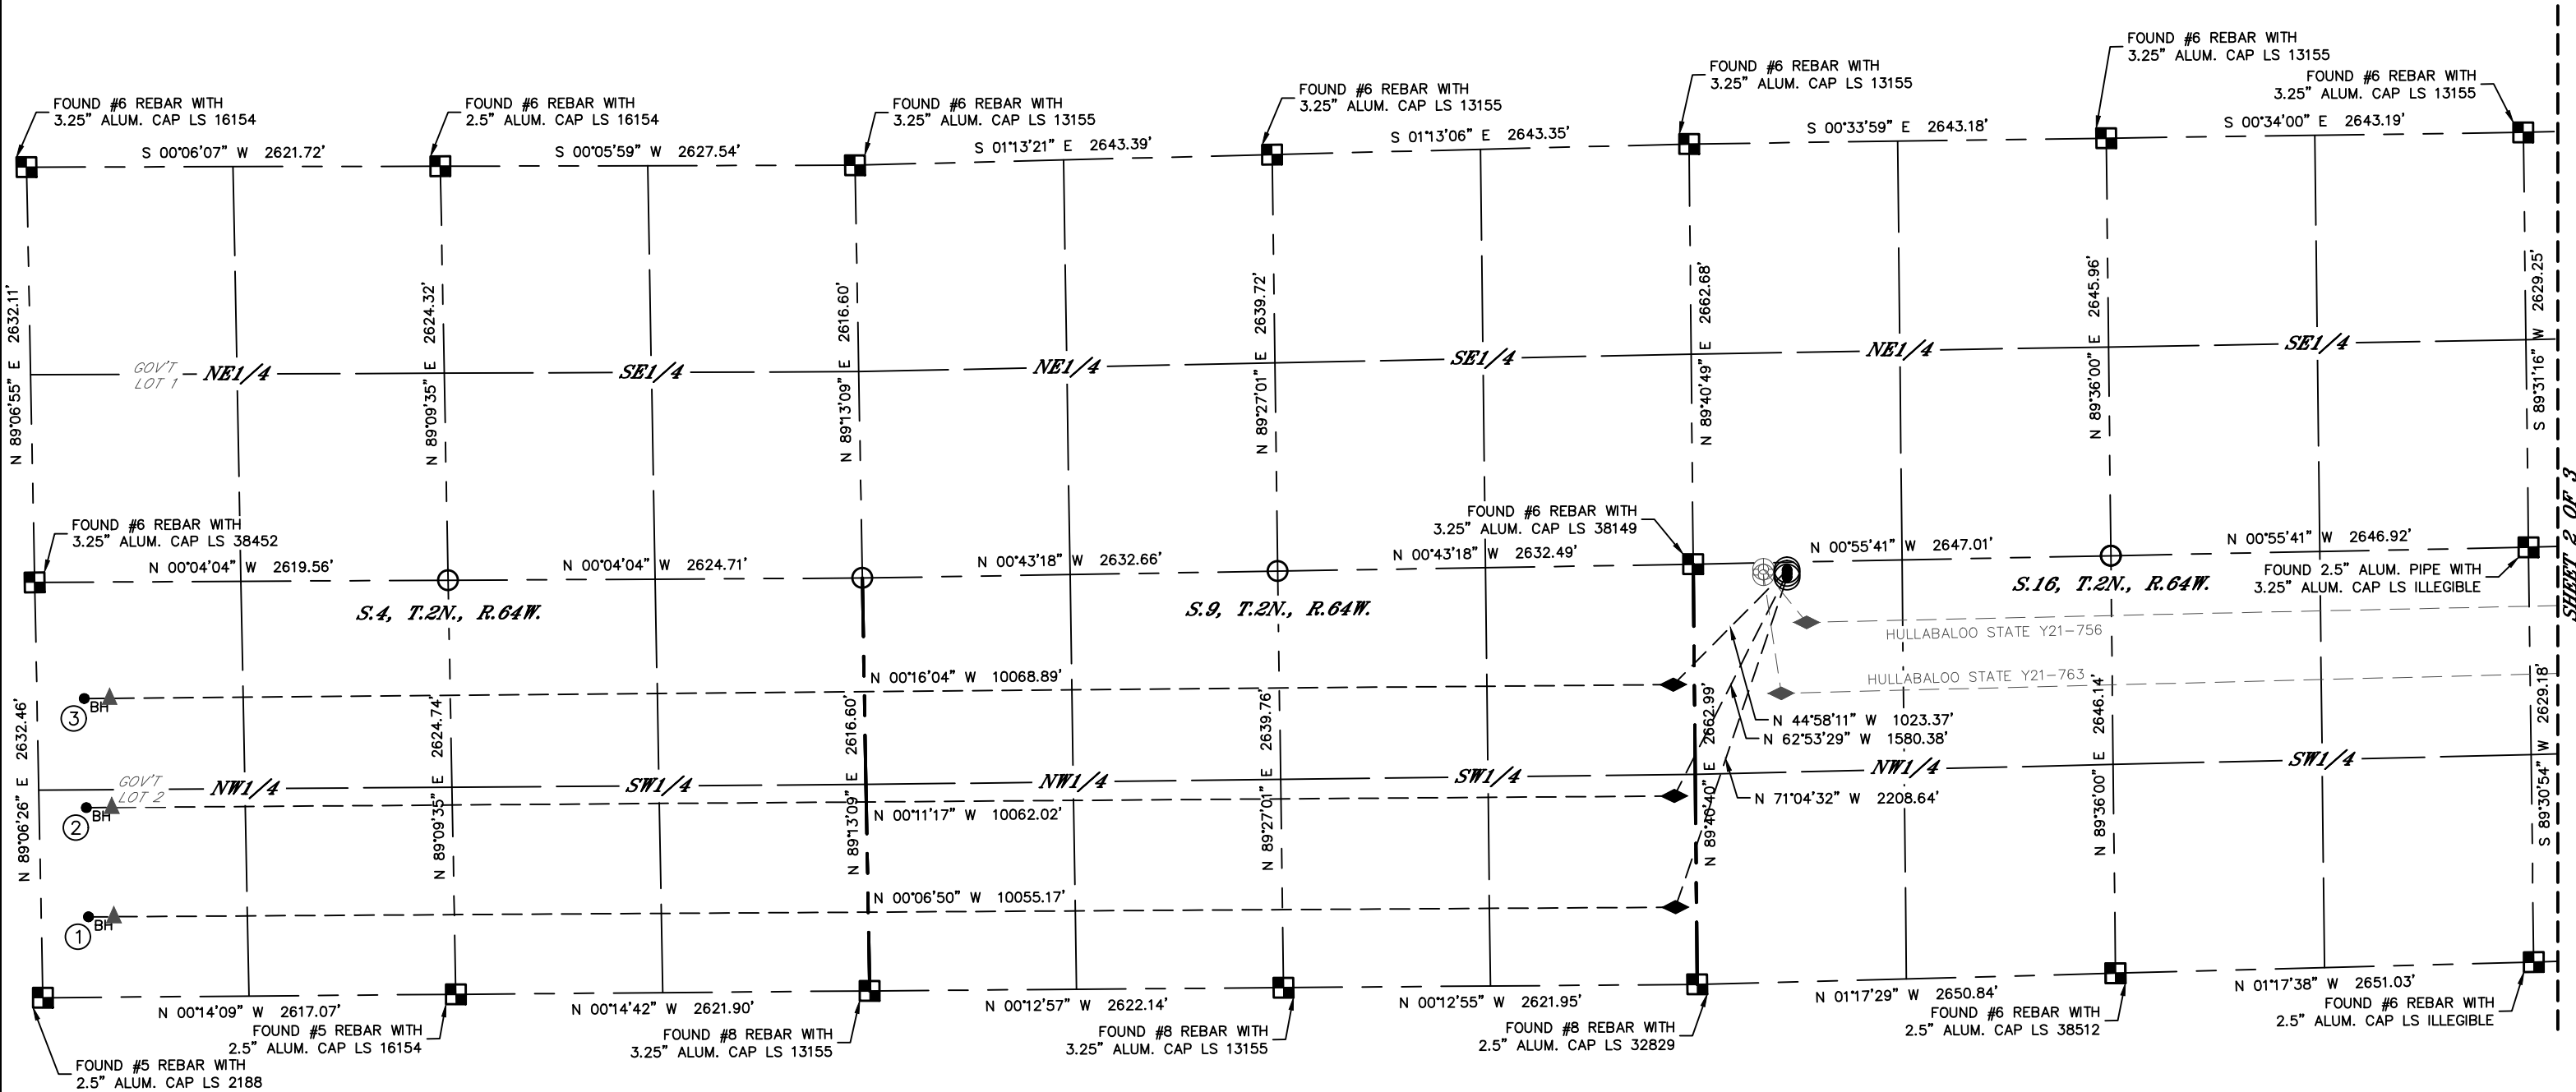 FOUND #6 REBAR WITH
3.25" ALUM. CAP LS 16154
FOUND #6 REBAR WITH
2.5" ALUM. CAP LS 16154
FOUND #6 REBAR WITH
3.25" ALUM. CAP LS 13155
FOUND #6 REBAR WITH
3.25" ALUM. CAP LS 13155
FOUND #6 REBAR WITH
3.25" ALUM. CAP LS 13155
FOUND #6 REBAR WITH
3.25" ALUM. CAP LS 13155
FOUND #6 REBAR WITH
3.25" ALUM. CAP LS 13155
S 00°06'07" W 2621.72'
S 00°05'59" W 2627.54'
S 01°13'21" E 2643.39'
S 01°13'06" E 2643.35'
S 00°33'59" E 2643.18'
S 00°34'00" E 2643.19'
N 89°06'55" E 2632.11'
N 89°09'35" E 2624.32'
N 89°13'09" E 2616.60'
N 89°27'01" E 2639.72'
N 89°40'49" E 2662.68'
N 89°36'00" E 2645.96'
S 89°31'16" W 2629.25'
GOV'T
LOT 1
NE1/4
SE1/4
NE1/4
SE1/4
NE1/4
SE1/4
SHEET 2 OF 3
FOUND #6 REBAR WITH
3.25" ALUM. CAP LS 38452
FOUND #6 REBAR WITH
3.25" ALUM. CAP LS 38149
N 00°04'04" W 2619.56'
N 00°04'04" W 2624.71'
N 00°43'18" W 2632.66'
N 00°43'18" W 2632.49'
N 00°55'41" W 2647.01'
N 00°55'41" W 2646.92'
FOUND 2.5" ALUM. PIPE WITH
3.25" ALUM. CAP LS ILLEGIBLE
S.4, T.2N., R.64W.
S.9, T.2N., R.64W.
S.16, T.2N., R.64W.
HULLABALOO STATE Y21-756
HULLABALOO STATE Y21-763
N 00°16'04" W 10068.89'
3
BH
N 44°58'11" W 1023.37'
N 62°53'29" W 1580.38'
N 71°04'32" W 2208.64'
N 89°06'26" E 2632.46'
N 89°09'35" E 2624.74'
N 89°13'09" E 2616.60'
N 89°27'01" E 2639.76'
N 89°40'40" E 2662.99'
N 89°36'00" E 2646.14'
S 89°30'54" W 2629.18'
GOV'T
LOT 2
NW1/4
SW1/4
NW1/4
SW1/4
NW1/4
SW1/4
2
BH
N 00°11'17" W 10062.02'
N 00°06'50" W 10055.17'
1
BH
N 00°14'09" W 2617.07'
N 00°14'42" W 2621.90'
N 00°12'57" W 2622.14'
N 00°12'55" W 2621.95'
N 01°17'29" W 2650.84'
N 01°17'38" W 2651.03'
FOUND #5 REBAR WITH
2.5" ALUM. CAP LS 2188
FOUND #5 REBAR WITH
2.5" ALUM. CAP LS 16154
FOUND #8 REBAR WITH
3.25" ALUM. CAP LS 13155
FOUND #8 REBAR WITH
3.25" ALUM. CAP LS 13155
FOUND #8 REBAR WITH
2.5" ALUM. CAP LS 32829
FOUND #6 REBAR WITH
2.5" ALUM. CAP LS 38512
FOUND #6 REBAR WITH
2.5" ALUM. CAP LS ILLEGIBLE